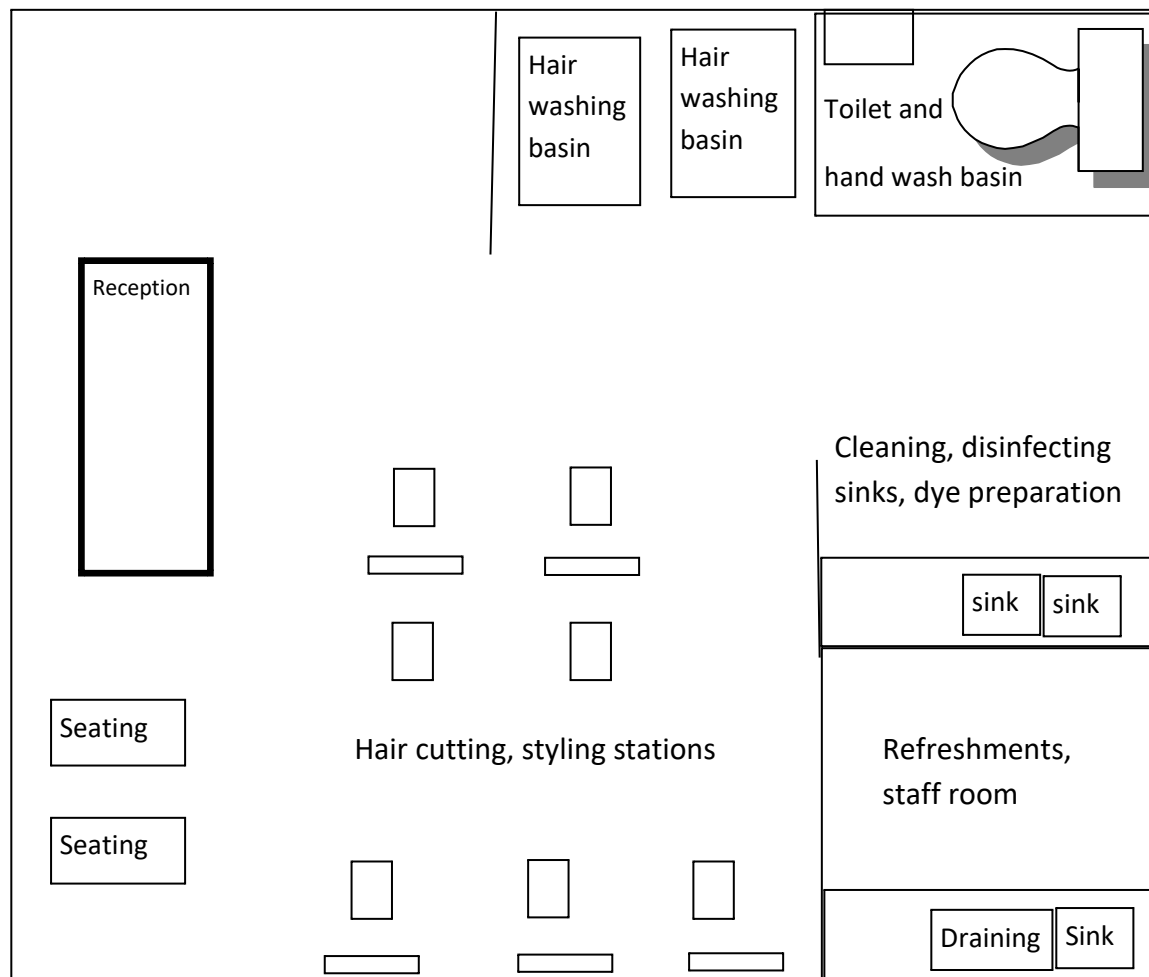 Hair
washing
basin
Hair
washing
basin
Toilet and
hand wash basin
Reception
Cleaning, disinfecting
sinks, dye preparation
sink
sink
Seating
Hair cutting, styling stations
Refreshments,
staff room
Seating
Draining
Sink